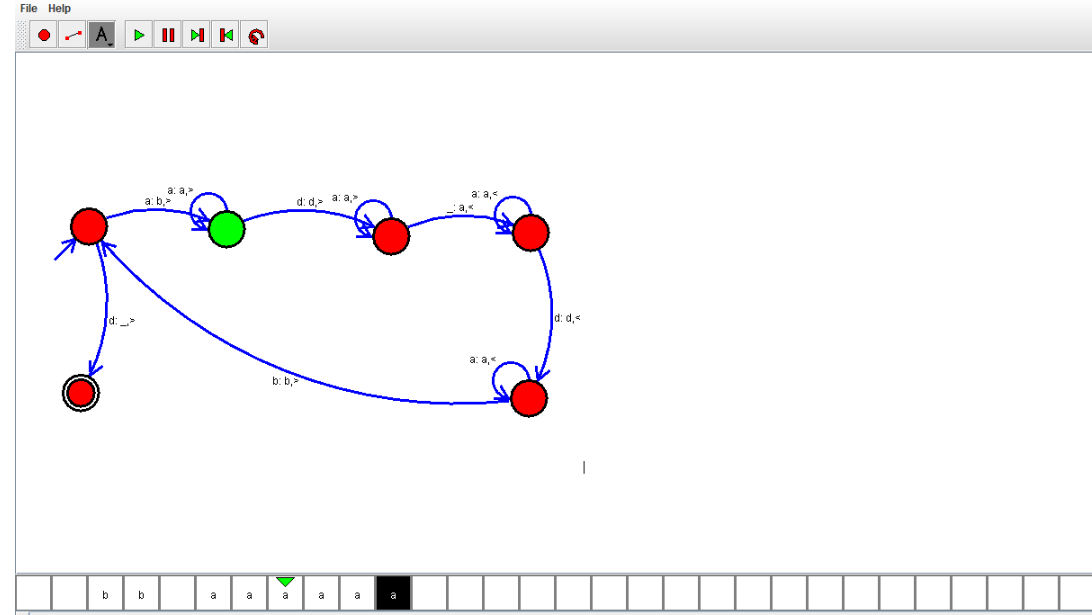 File Help
A
a: a,>
a: b,>
d: d,>
a: a,>
a: a,<
_: a,<
d: _,>
d: d,<
a: a,<
b: b,>
b b a a a a a a